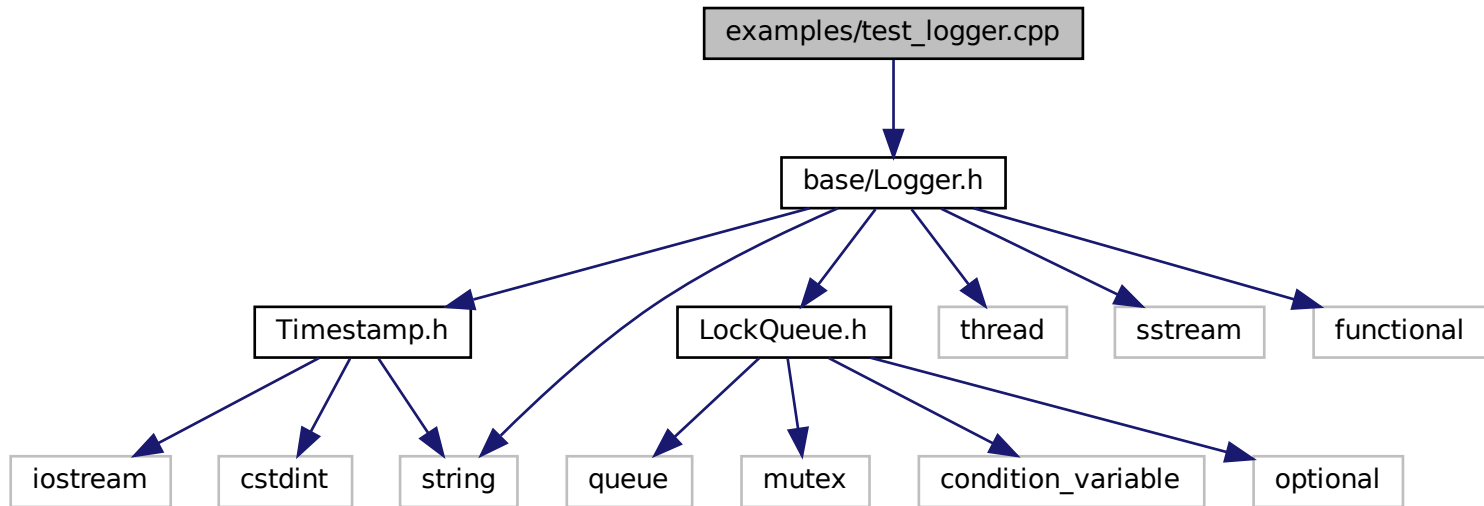 examples/test_logger.cpp
base/Logger.h
Timestamp.h
LockQueue.h
thread
sstream
functional
iostream
cstdint
string
queue
mutex
condition_variable
optional